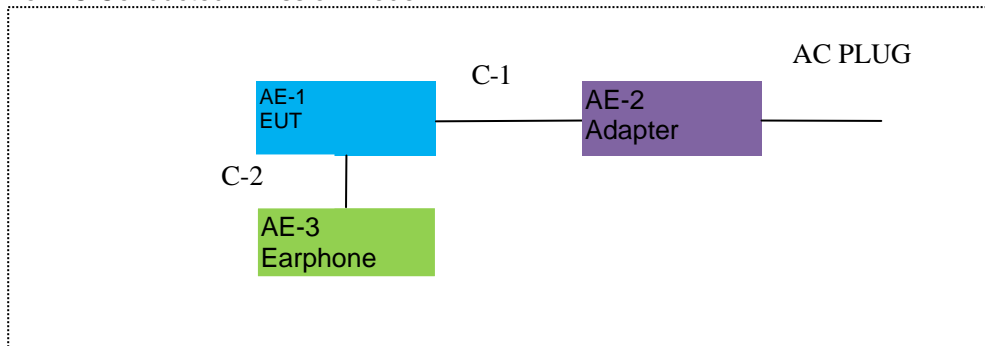 AC PLUG
C-1
AE-1
EUT
AE-2
Adapter
C-2
AE-3
Earphone